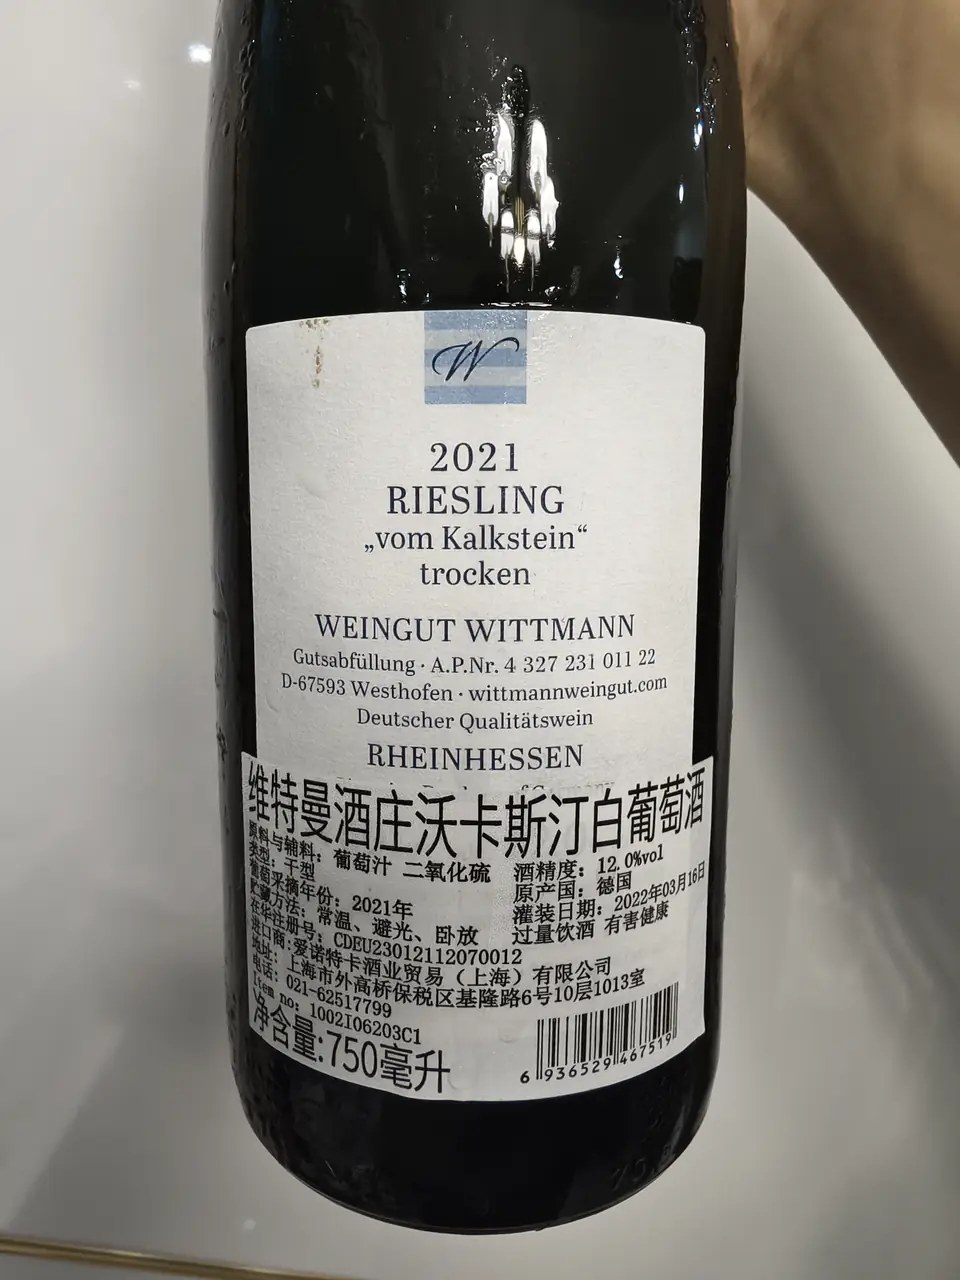 W
2021
RIESLING
„vom Kalkstein“
trocken
WEINGUT WITTMANN
Gutsabfüllung · A.P.Nr. 4 327 231 011 22
D-67593 Westhofen · wittmannweingut.com
Deutscher Qualitätswein
RHEINHESSEN
维特曼酒庄沃卡斯汀白葡萄酒
原料与辅料：葡萄汁 二氧化硫 酒精度：12.0%vol
类型：干型 原产国：德国
葡萄采摘年份：2021年 灌装日期：2022年03月16日
贮藏方法：常温、避光、卧放 过量饮酒 有害健康
在华注册号：CDEU23012112070012
进口商：爱诺特卡酒业贸易（上海）有限公司
地址：上海市外高桥保税区基隆路6号10层1013室
电话：021-62517799
Item no: 1002I06203C1
净含量:750毫升
6 936529 467519